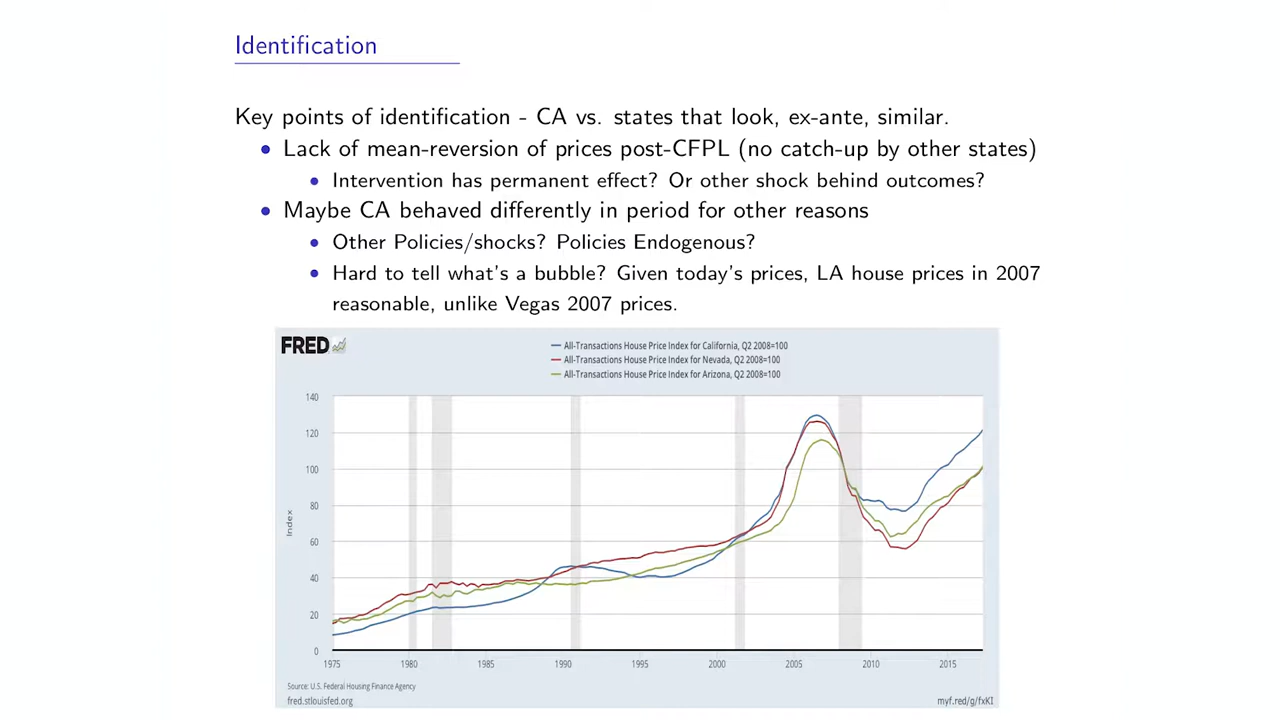 Identification
Key points of identification - CA vs. states that look, ex-ante, similar.
• Lack of mean-reversion of prices post-CFPL (no catch-up by other states)
• Intervention has permanent effect? Or other shock behind outcomes?
• Maybe CA behaved differently in period for other reasons
• Other Policies/shocks? Policies Endogenous?
• Hard to tell what's a bubble? Given today's prices, LA house prices in 2007
reasonable, unlike Vegas 2007 prices.
FRED
All-Transactions House Price Index for California, Q2 2008=100
All-Transactions House Price Index for Nevada, Q2 2008=100
All-Transactions House Price Index for Arizona, Q2 2008=100
140
120
100
80
60
40
20
0
Index
1975 1980 1985 1990 1995 2000 2005 2010 2015
Source: U.S. Federal Housing Finance Agency
fred.stlouisfed.org myf.red/g/fxKI